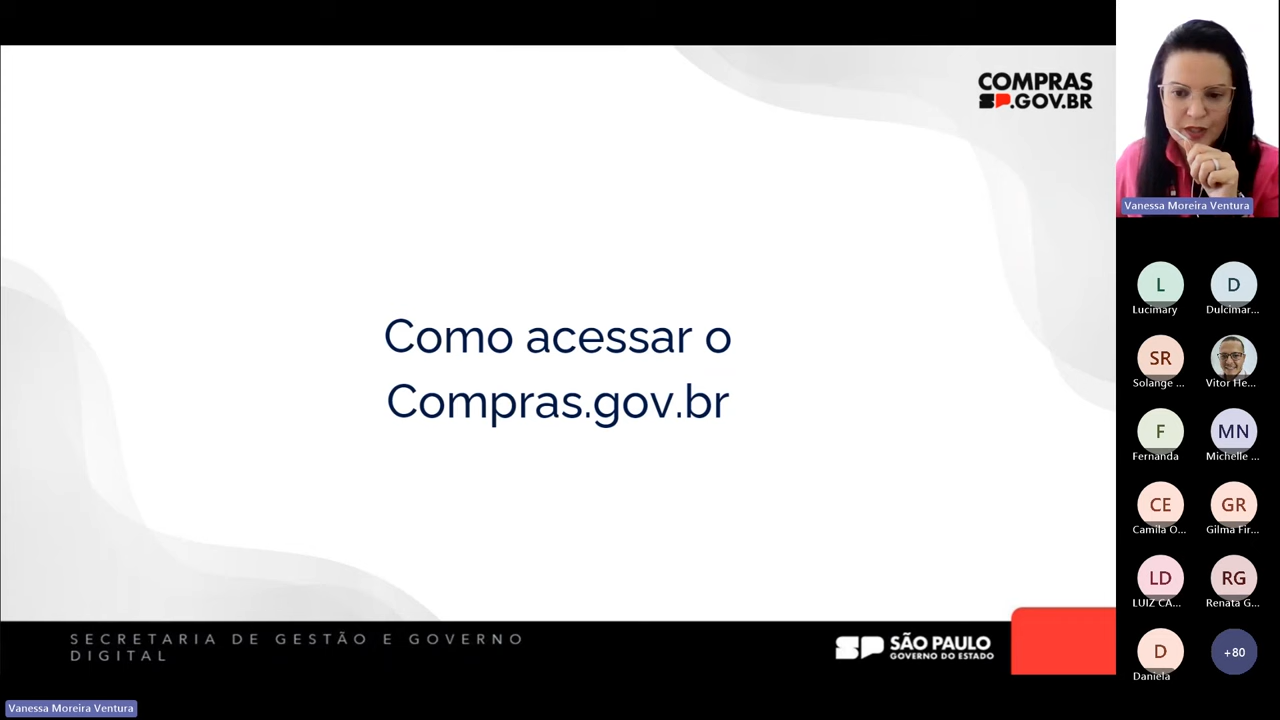 COMPRAS
SP.GOV.BR
Como acessar o
Compras.gov.br
SECRETARIA DE GESTÃO E GOVERNO
DIGITAL
SP SÃO PAULO
GOVERNO DO ESTADO
Vanessa Moreira Ventura
Vanessa Moreira Ventura
L
D
Lucimary
Dulcimar...
SR
Solange ...
Vitor He...
F
MN
Fernanda
Michelle ...
CE
GR
Camila O...
Gilma Fir...
LD
RG
LUIZ CA...
Renata G...
D
+80
Daniela